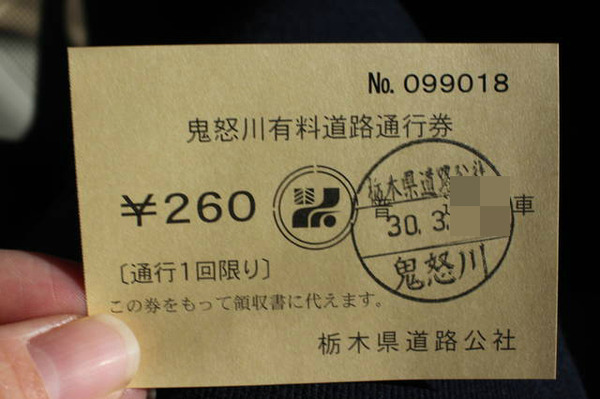 No. 099018
鬼怒川有料道路通行券
¥260
普 車
栃木県道路公社
30. 3.
鬼怒川
〔通行1回限り〕
この券をもって領収書に代えます。
栃木県道路公社